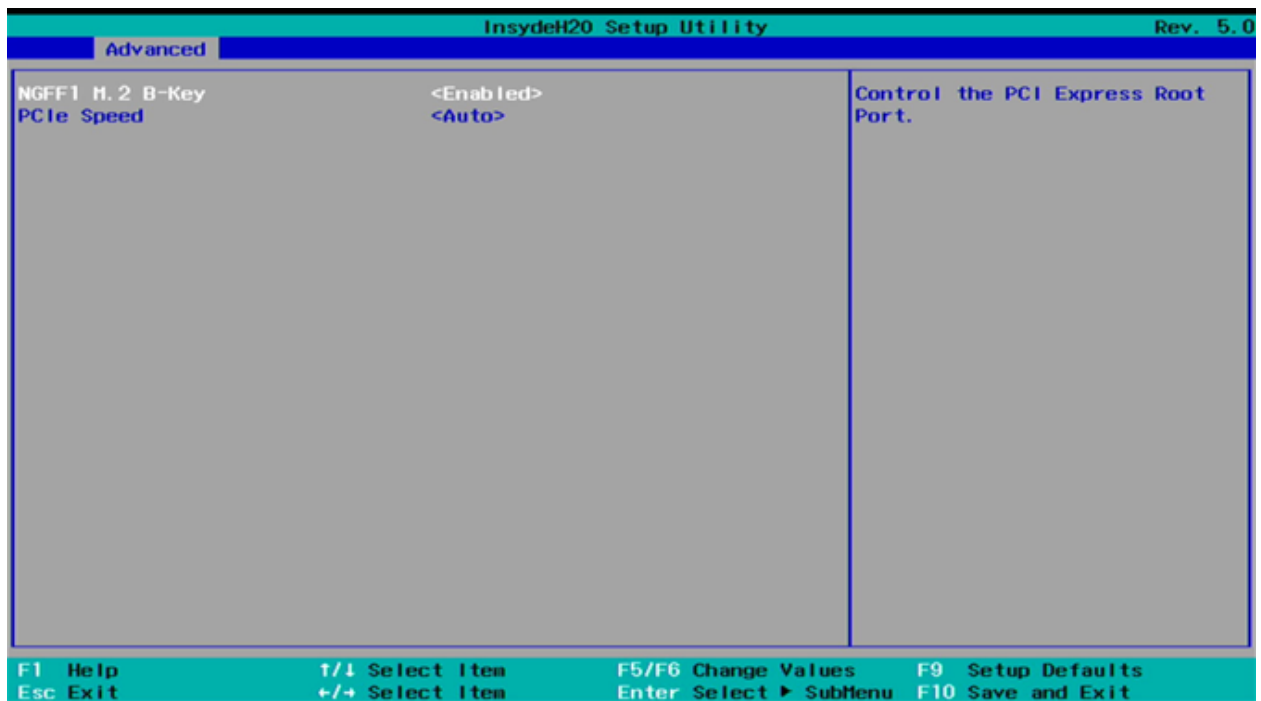 InsydeH20 Setup Utility Rev. 5.0
Advanced
NGFF1 M.2 B-Key <Enabled> Control the PCI Express Root
PCIe Speed <Auto> Port.
F1 Help ↑/↓ Select Item F5/F6 Change Values F9 Setup Defaults
Esc Exit ←/→ Select Item Enter Select ▶ SubMenu F10 Save and Exit